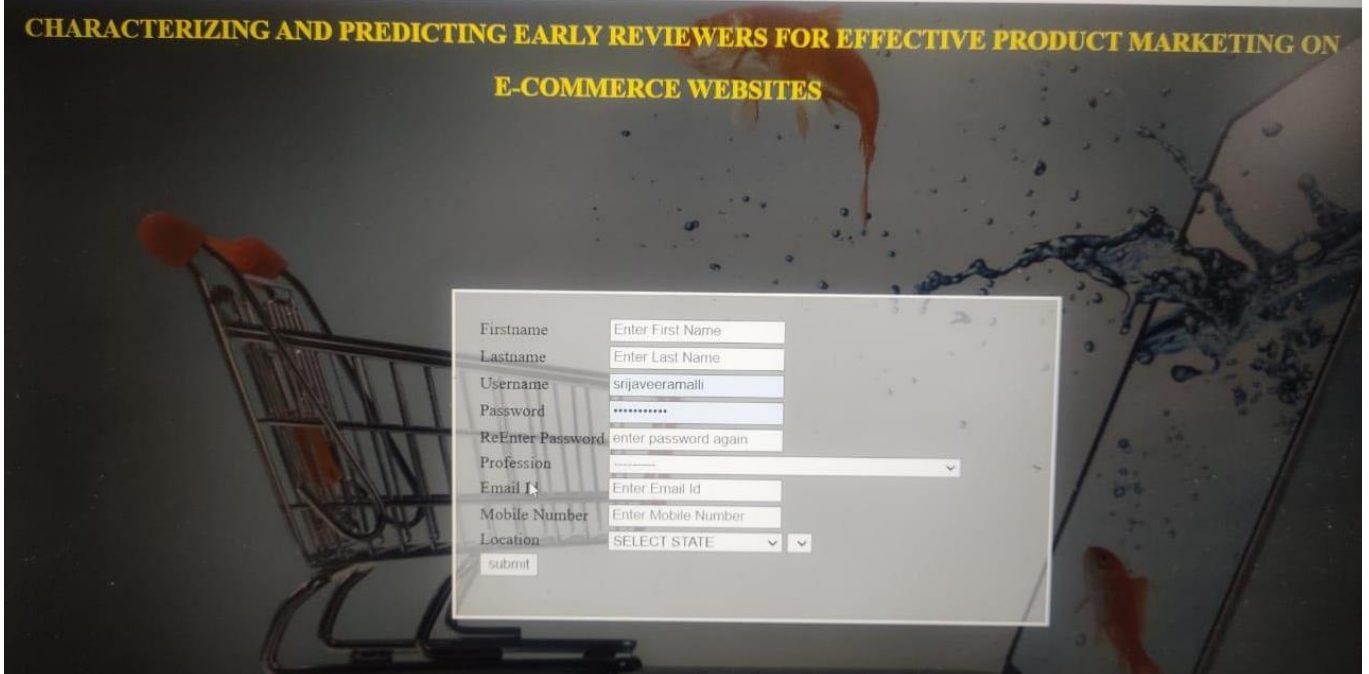 CHARACTERIZING AND PREDICTING EARLY REVIEWERS FOR EFFECTIVE PRODUCT MARKETING ON
E-COMMERCE WEBSITES
Firstname Enter First Name
Lastname Enter Last Name
Username srijaveeramalli
Password •••••••••••
ReEnter Password enter password again
Profession ----------
Email Id Enter Email Id
Mobile Number Enter Mobile Number
Location SELECT STATE
submit